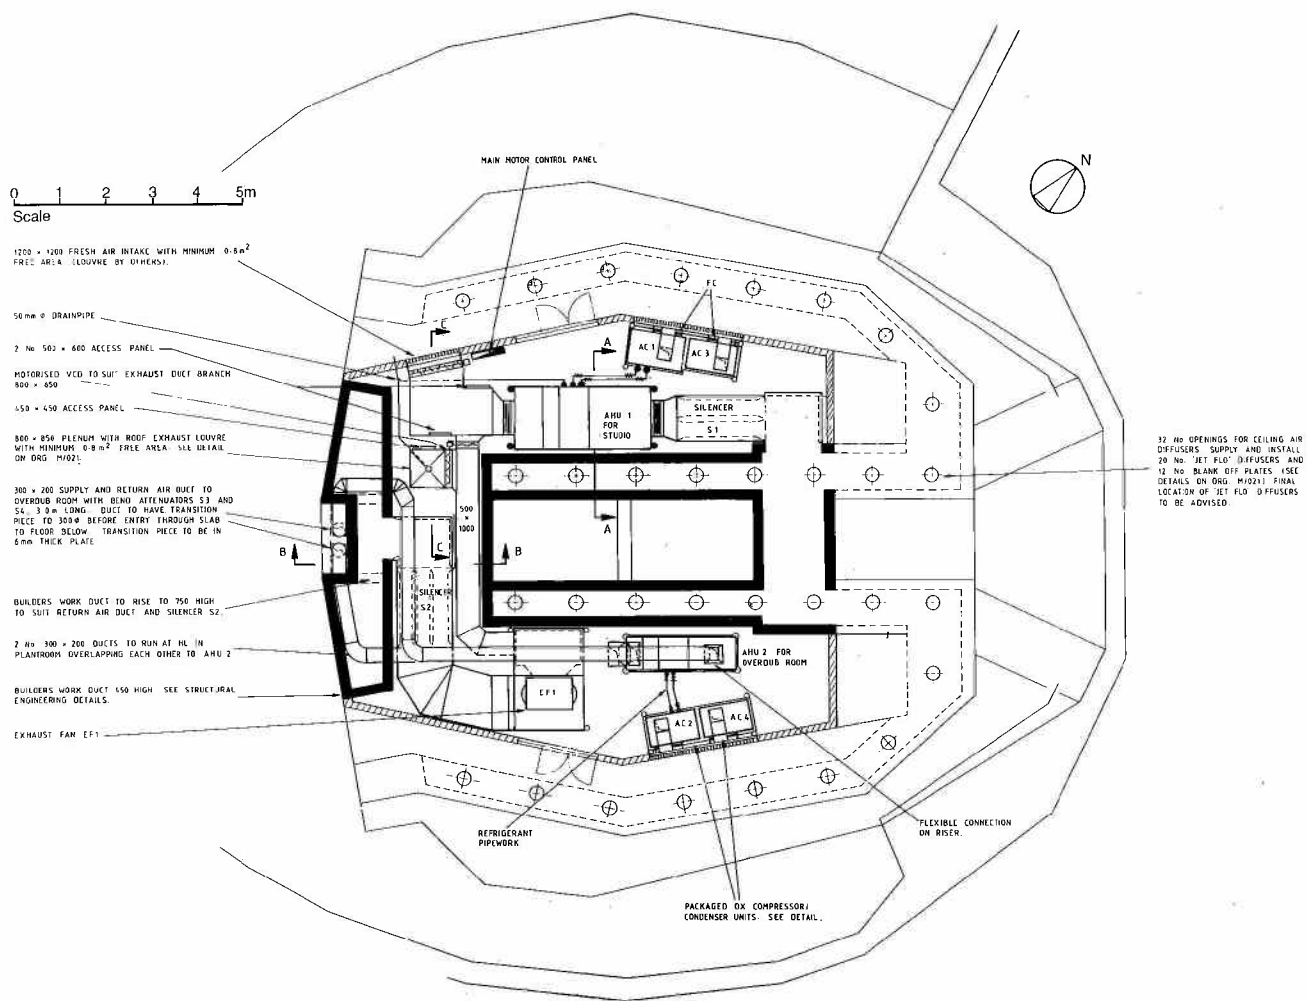 MAIN MOTOR CONTROL PANEL
N
0 1 2 3 4 5m
Scale
1200 × 1200 FRESH AIR INTAKE WITH MINIMUM 0·8m²
FREE AREA (LOUVRE BY OTHERS).
50mm ø DRAINPIPE
2 No 500 × 600 ACCESS PANEL
MOTORISED VCD TO SUIT EXHAUST DUCT BRANCH
800 × 650
450 × 450 ACCESS PANEL
800 × 850 PLENUM WITH ROOF EXHAUST LOUVRE
WITH MINIMUM 0·8m² FREE AREA. SEE DETAIL
ON DRG. M/021.
300 × 200 SUPPLY AND RETURN AIR DUCT TO
OVERDUB ROOM WITH BEND ATTENUATORS S3 AND
S4, 3·0m LONG. DUCT TO HAVE TRANSITION
PIECE TO 300ø BEFORE ENTRY THROUGH SLAB
TO FLOOR BELOW. TRANSITION PIECE TO BE IN
6mm THICK PLATE
BUILDERS WORK DUCT TO RISE TO 750 HIGH
TO SUIT RETURN AIR DUCT AND SILENCER S2.
2 No 300 × 200 DUCTS TO RUN AT HL IN
PLANTROOM OVERLAPPING EACH OTHER TO AHU 2
BUILDERS WORK DUCT 450 HIGH SEE STRUCTURAL
ENGINEERING DETAILS.
EXHAUST FAN EF1
FC
C
A
AC1
AC 3
AHU 1
FOR
STUDIO
SILENCER
S1
500
×
1000
A
B
C
B
SILENCER
S2
AHU 2 FOR
OVERDUB ROOM
EF1
AC2
AC4
REFRIGERANT
PIPEWORK
FLEXIBLE CONNECTION
ON RISER.
PACKAGED DX COMPRESSOR/
CONDENSER UNITS. SEE DETAIL.
32 No OPENINGS FOR CEILING AIR
DIFFUSERS SUPPLY AND INSTALL
20 No. 'JET FLO' DIFFUSERS AND
12 No BLANK OFF PLATES (SEE
DETAILS ON DRG. M/021) FINAL
LOCATION OF 'JET FLO' DIFFUSERS
TO BE ADVISED.